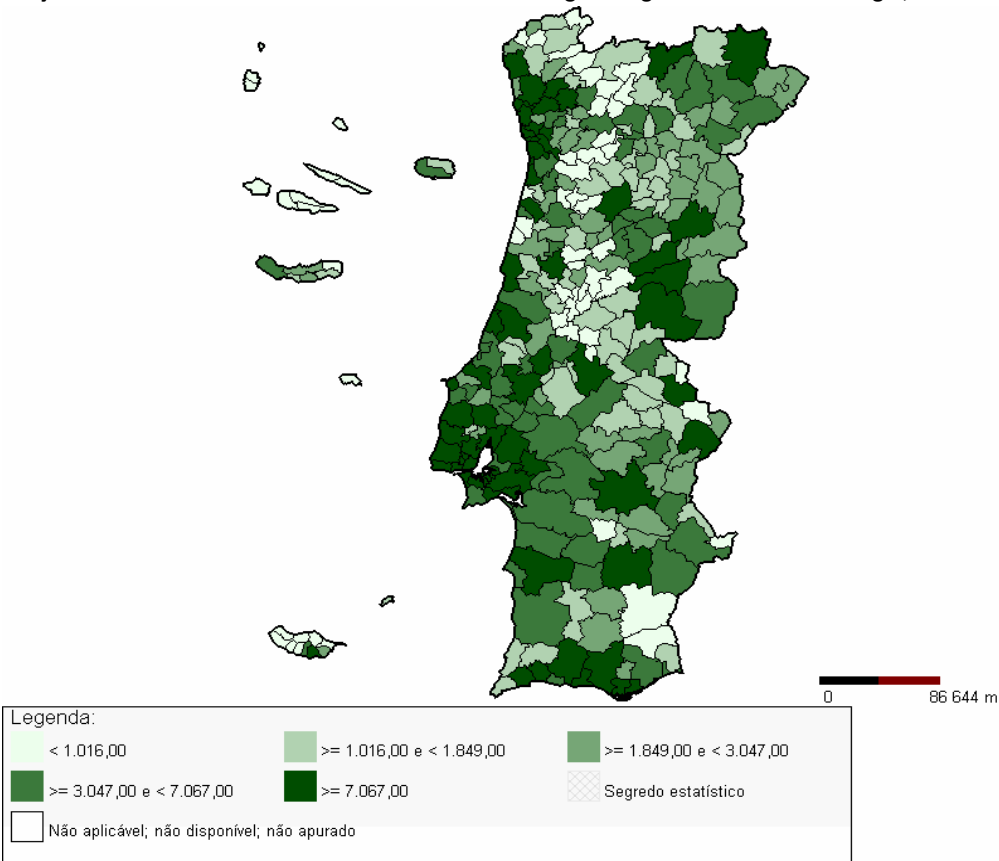 0 86 644 m
Legenda:
< 1.016,00 >= 1.016,00 e < 1.849,00 >= 1.849,00 e < 3.047,00
>= 3.047,00 e < 7.067,00 >= 7.067,00 Segredo estatístico
Não aplicável; não disponível; não apurado